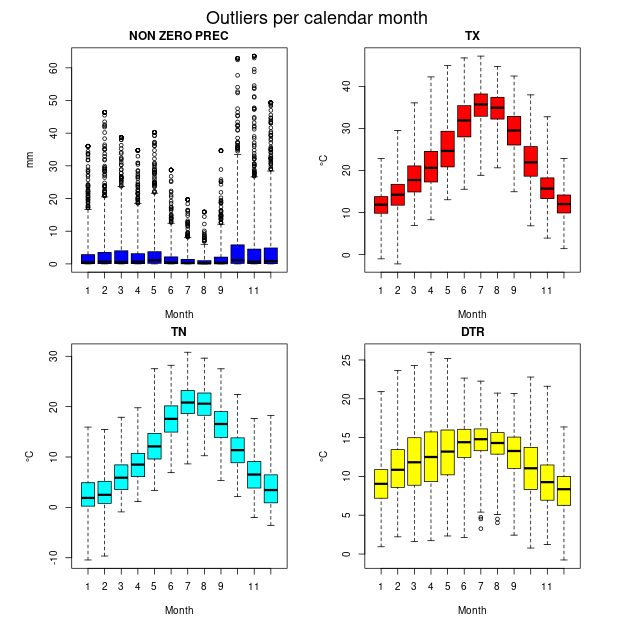 Outliers per calendar month
NON ZERO PREC
mm
0 10 20 30 40 50 60
1 2 3 4 5 6 7 8 9 11
Month
TX
°C
0 10 20 30 40
1 2 3 4 5 6 7 8 9 11
Month
TN
°C
-10 0 10 20 30
1 2 3 4 5 6 7 8 9 11
Month
DTR
°C
0 5 10 15 20 25
1 2 3 4 5 6 7 8 9 11
Month